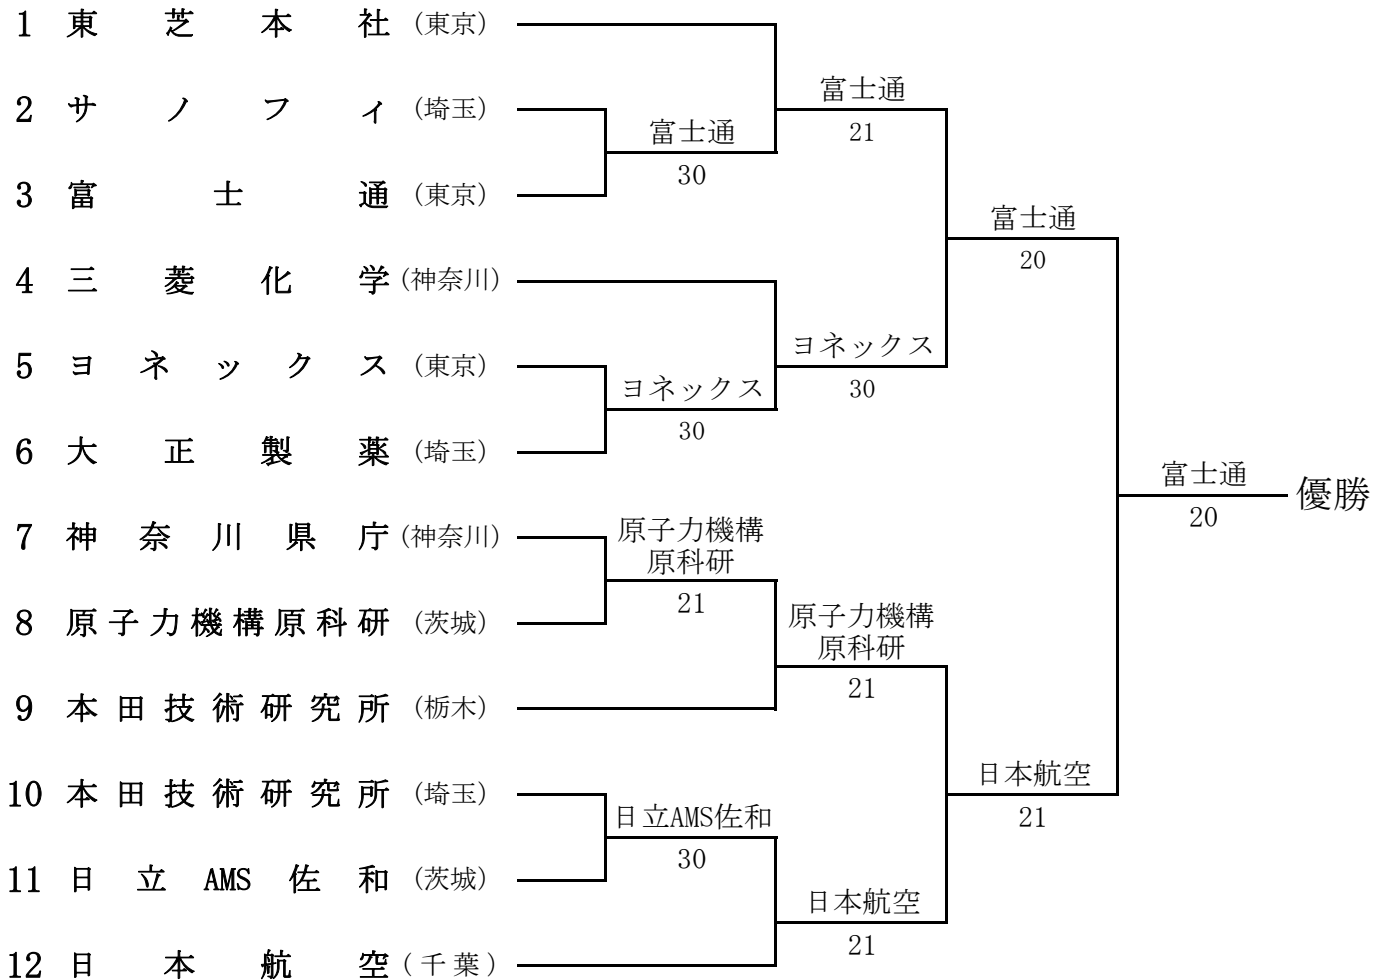 1 東芝本社 (東京)
富士通
2 サノフィ (埼玉)
富士通
21
30
3 富士通 (東京)
富士通
20
4 三菱化学 (神奈川)
ヨネックス
5 ヨネックス (東京)
ヨネックス
30
30
6 大正製薬 (埼玉)
富士通
優勝
20
7 神奈川県庁 (神奈川)
原子力機構
原科研
21
8 原子力機構原科研 (茨城)
原子力機構
原科研
21
9 本田技術研究所 (栃木)
日本航空
21
10 本田技術研究所 (埼玉)
日立AMS佐和
30
11 日立AMS佐和 (茨城)
日本航空
21
12 日本航空 (千葉)